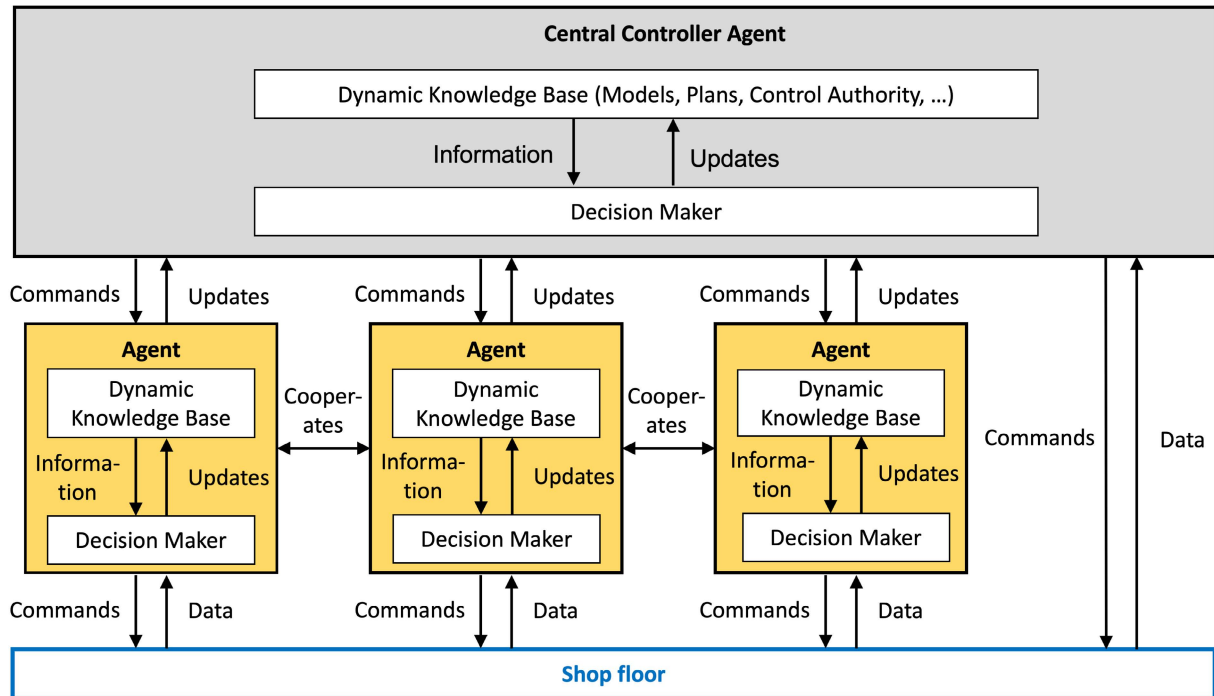 Central Controller Agent
Dynamic Knowledge Base (Models, Plans, Control Authority, ...)
Information
Updates
Decision Maker
Commands
Updates
Commands
Updates
Commands
Updates
Agent
Dynamic
Knowledge Base
Informa-
tion
Updates
Decision Maker
Cooper-
ates
Agent
Dynamic
Knowledge Base
Informa-
tion
Updates
Decision Maker
Cooper-
ates
Agent
Dynamic
Knowledge Base
Informa-
tion
Updates
Decision Maker
Commands
Data
Commands
Data
Commands
Data
Commands
Data
Shop floor